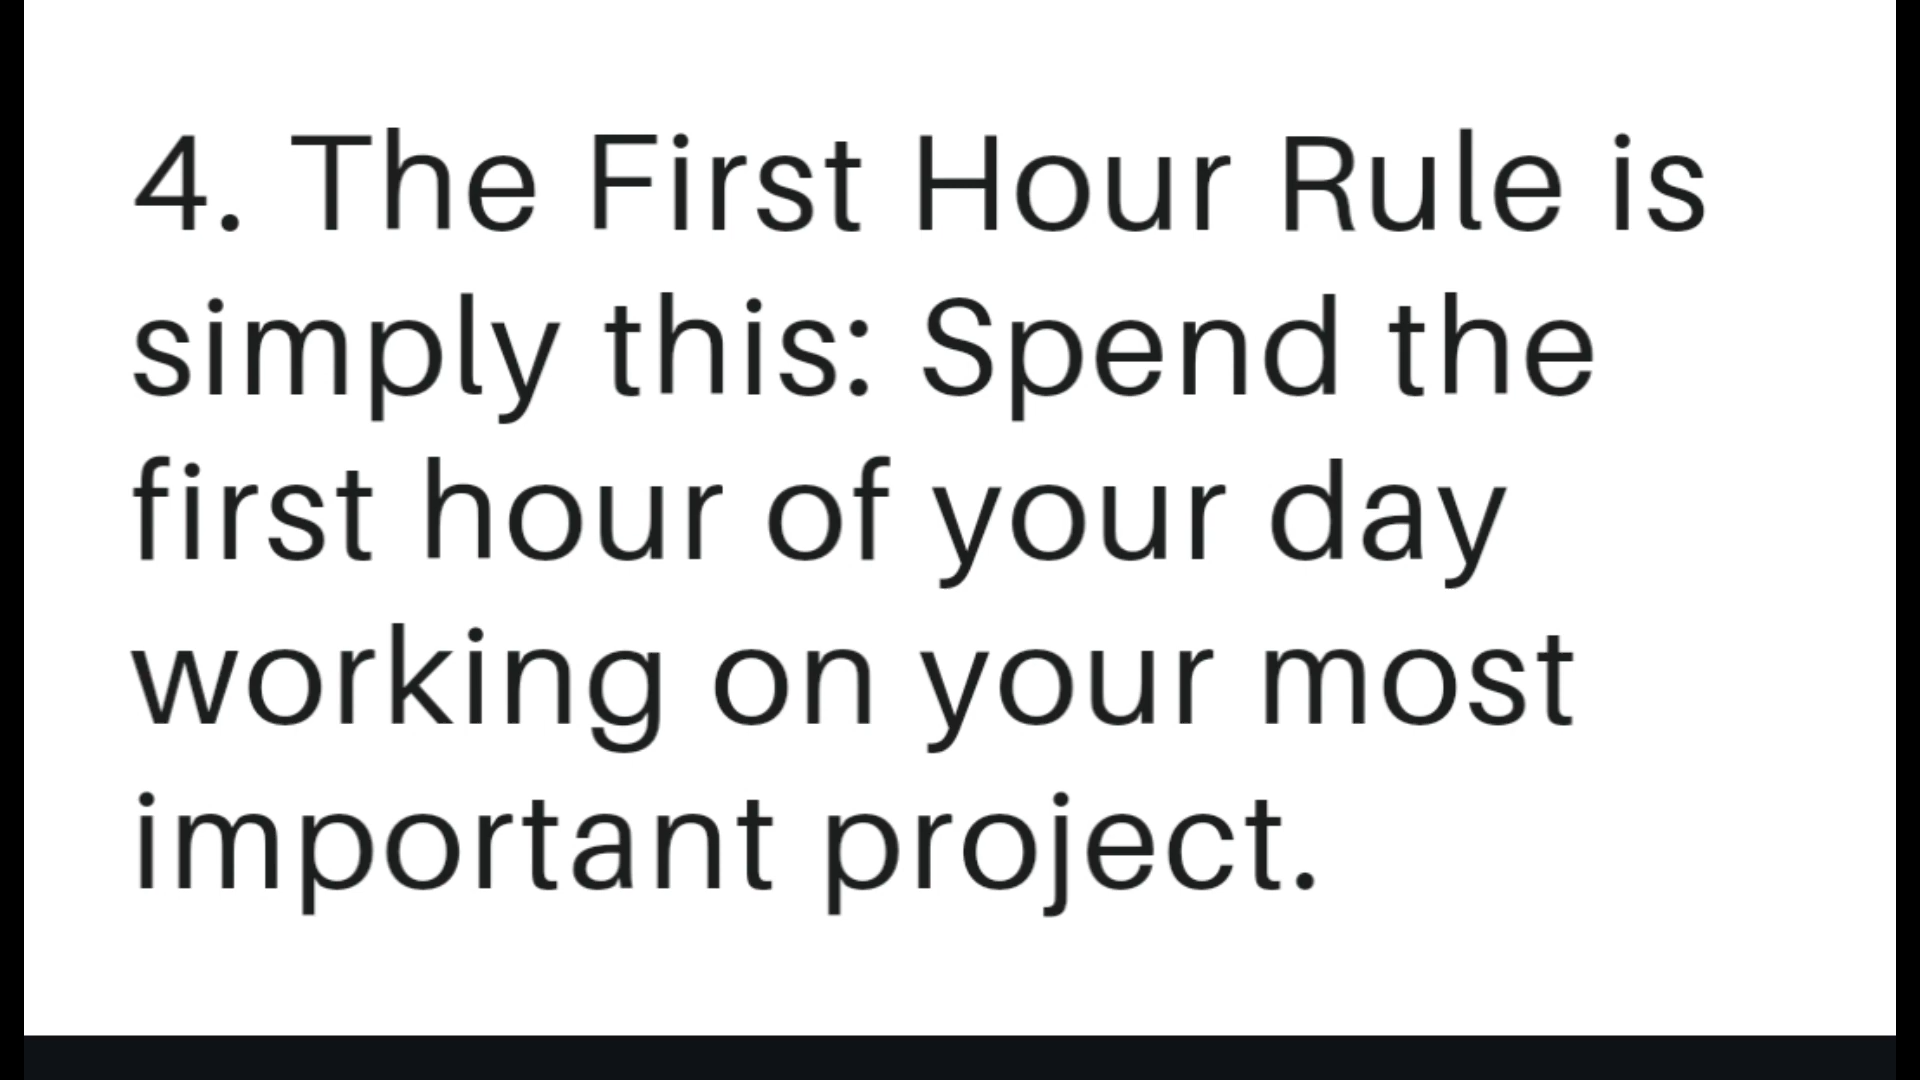 4. The First Hour Rule is
simply this: Spend the
first hour of your day
working on your most
important project.